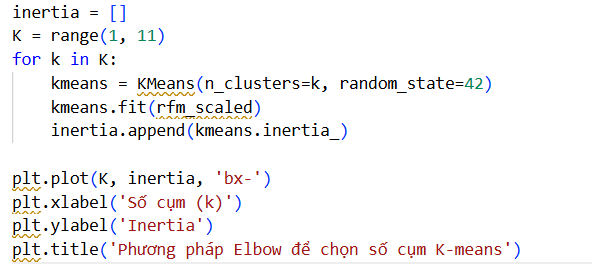 inertia = []
K = range(1, 11)
for k in K:
    kmeans = KMeans(n_clusters=k, random_state=42)
    kmeans.fit(rfm_scaled)
    inertia.append(kmeans.inertia_)

plt.plot(K, inertia, 'bx-')
plt.xlabel('Số cụm (k)')
plt.ylabel('Inertia')
plt.title('Phương pháp Elbow để chọn số cụm K-means')